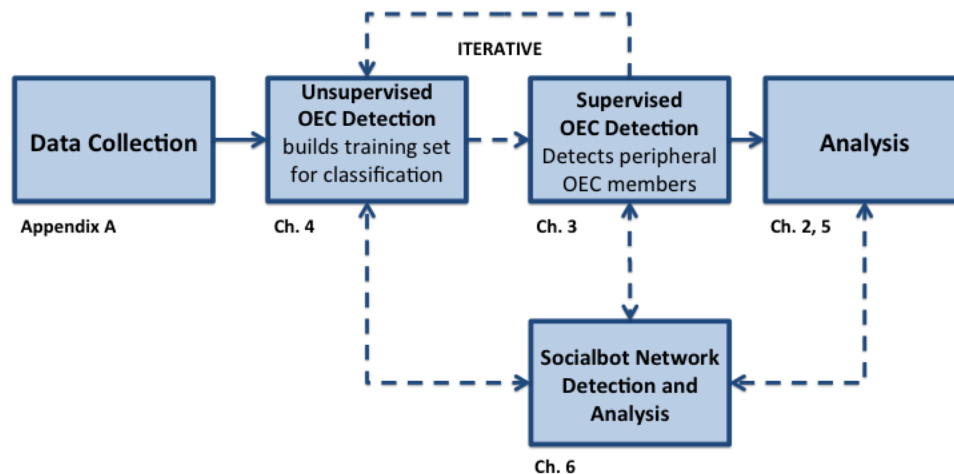 ITERATIVE
Data Collection
Unsupervised
OEC Detection
builds training set
for classification
Supervised
OEC Detection
Detects peripheral
OEC members
Analysis
Appendix A
Ch. 4
Ch. 3
Ch. 2, 5
Socialbot Network
Detection and
Analysis
Ch. 6